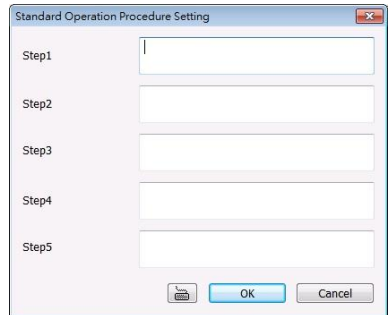 Standard Operation Procedure Setting
Step1
Step2
Step3
Step4
Step5
OK
Cancel